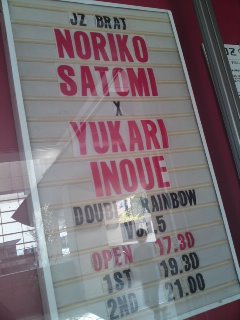 JZ BRAT
NORIKO
SATOMI
X
YUKARI
INOUE
DOUBLE RAINBOW
VOL.5
OPEN 17.30
1ST 19.30
2ND 21.00